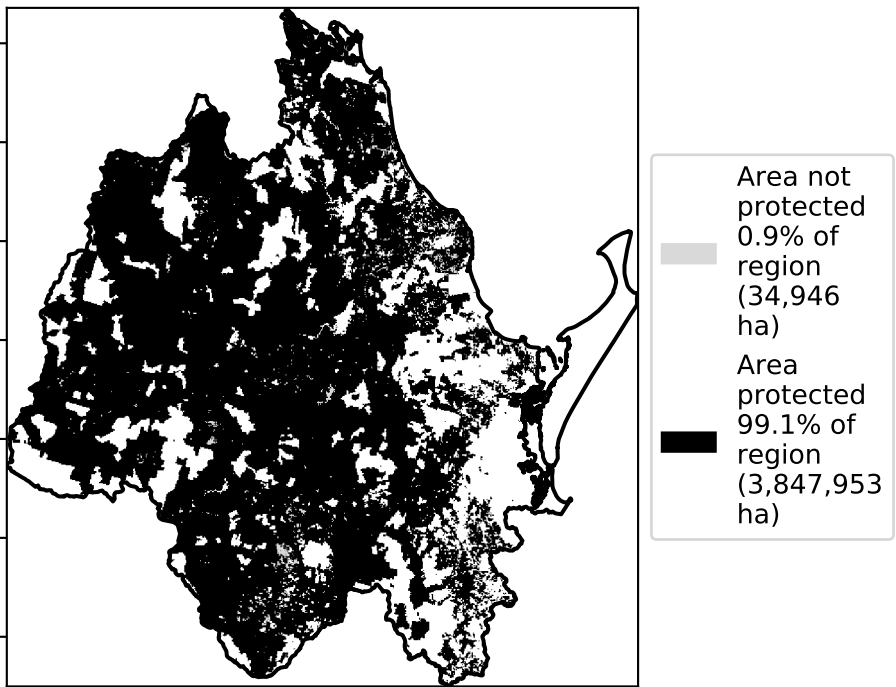 Area not
protected
0.9% of
region
(34,946
ha)
Area
protected
99.1% of
region
(3,847,953
ha)